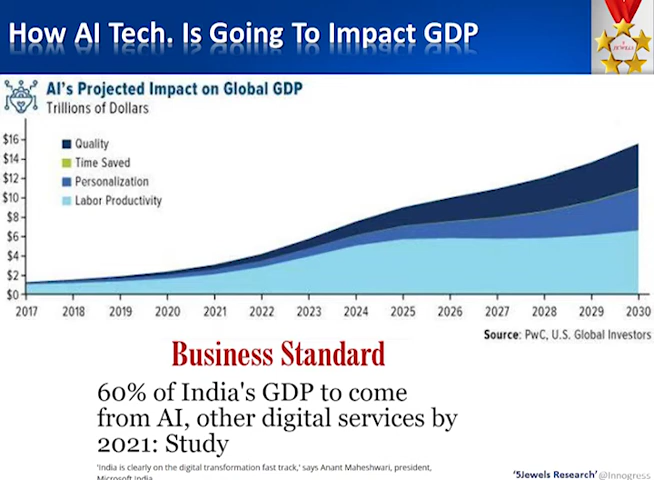 How AI Tech. Is Going To Impact GDP
5 JEWELS
AI's Projected Impact on Global GDP
Trillions of Dollars
$16
$14
$12
$10
$8
$6
$4
$2
$0
Quality
Time Saved
Personalization
Labor Productivity
2017 2018 2019 2020 2021 2022 2023 2024 2025 2026 2027 2028 2029 2030
Source: PwC, U.S. Global Investors
Business Standard
60% of India's GDP to come
from AI, other digital services by
2021: Study
'India is clearly on the digital transformation fast track,' says Anant Maheshwari, president,
Microsoft India
'5Jewels Research' @Innogress